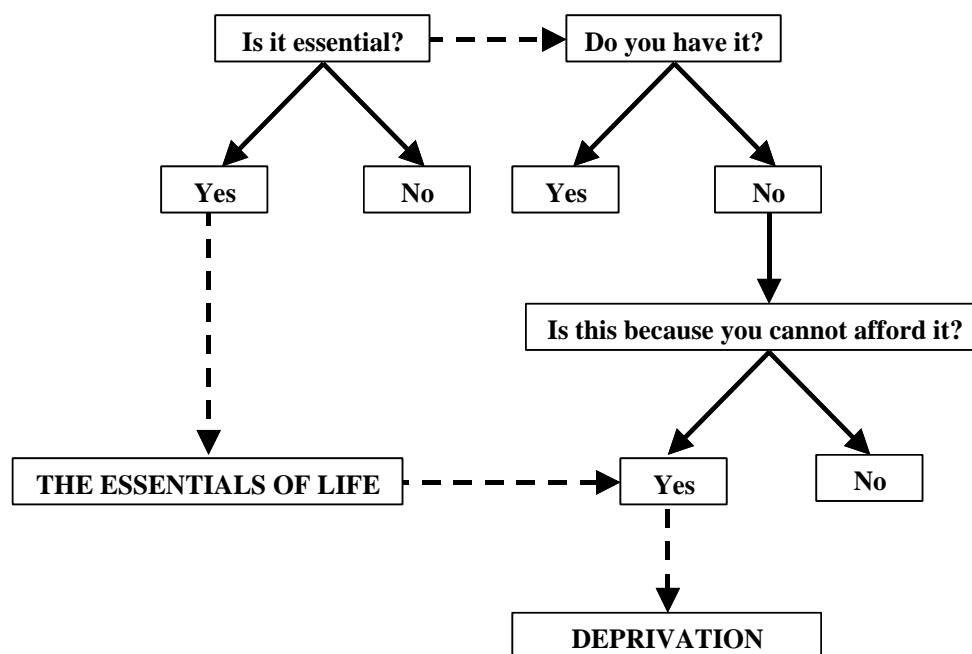 Is it essential?
Do you have it?
Yes
No
Yes
No
Is this because you cannot afford it?
THE ESSENTIALS OF LIFE
Yes
No
DEPRIVATION